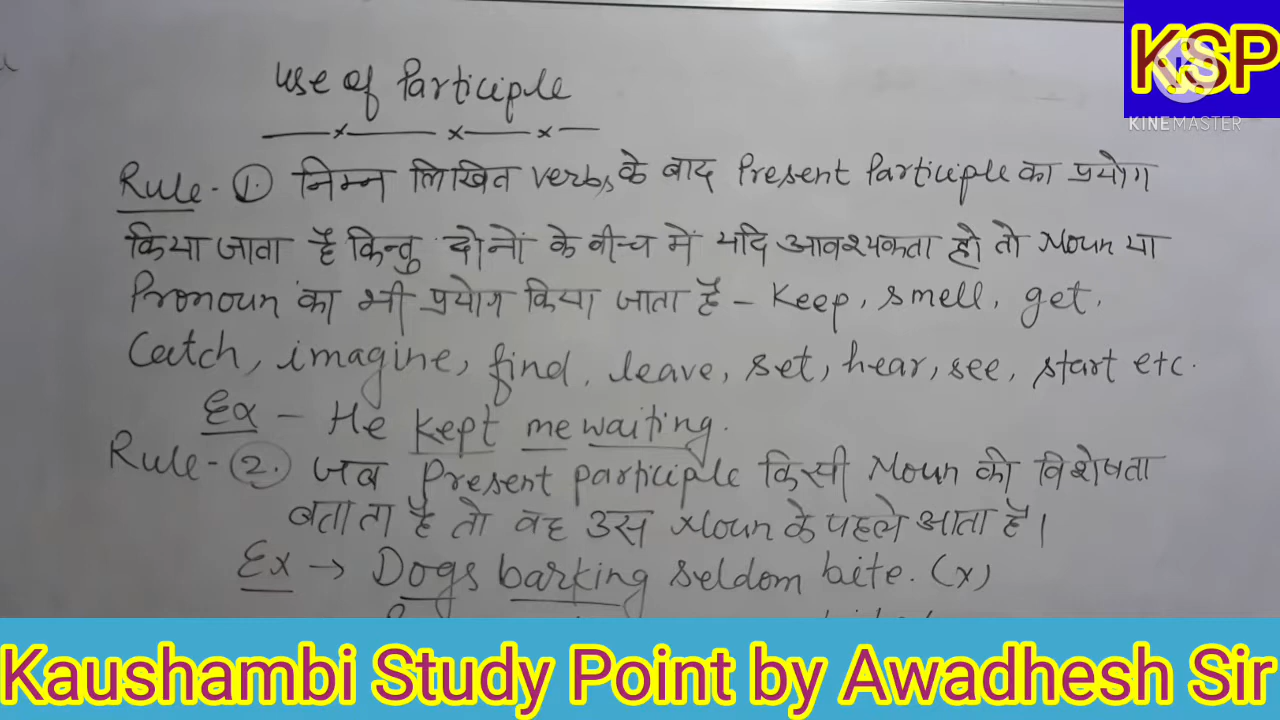 KSP
KINEMASTER
Use of Participle
Rule - 1. निम्न लिखित verbs के बाद Present Participle का प्रयोग
किया जाता है किन्तु दोनों के बीच में यदि आवश्यकता हो तो Noun या
Pronoun का भी प्रयोग किया जाता है - Keep, smell, get,
Catch, imagine, find, leave, set, hear, see, start etc.
Ex - He kept me waiting.
Rule - 2. जब Present participle किसी Noun की विशेषता
बताता है तो वह उस Noun के पहले आता है।
Ex → Dogs barking seldom bite. (x)
Kaushambi Study Point by Awadhesh Sir